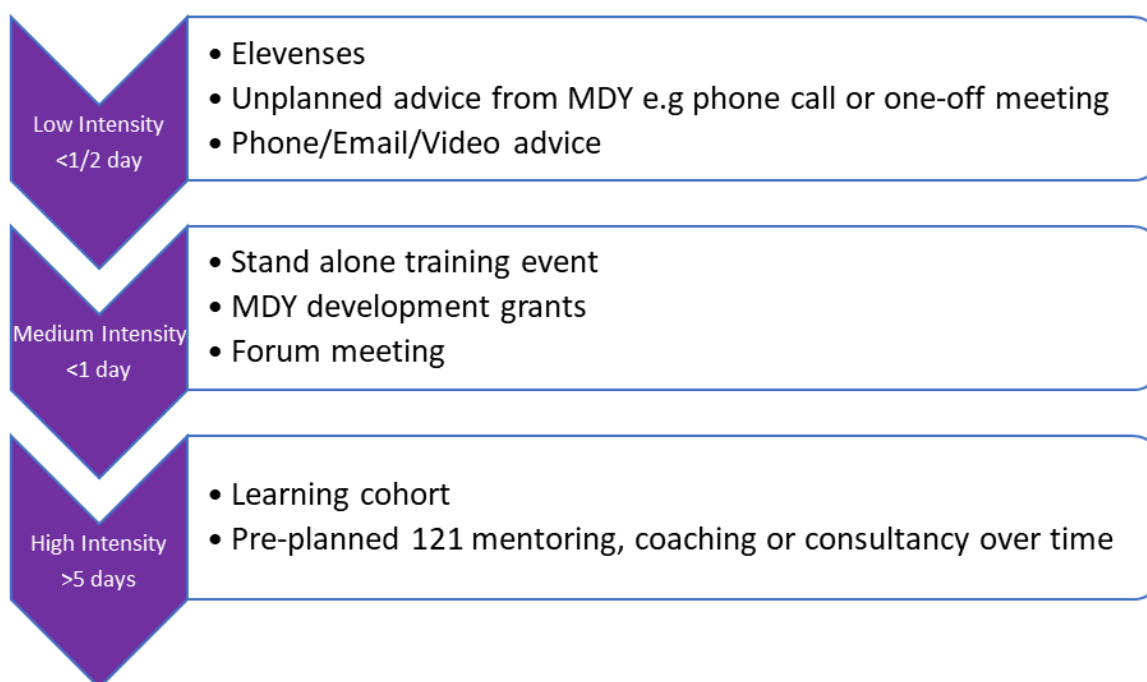 Low Intensity
<1/2 day
• Elevenses
• Unplanned advice from MDY e.g phone call or one-off meeting
• Phone/Email/Video advice
Medium Intensity
<1 day
• Stand alone training event
• MDY development grants
• Forum meeting
High Intensity
>5 days
• Learning cohort
• Pre-planned 121 mentoring, coaching or consultancy over time